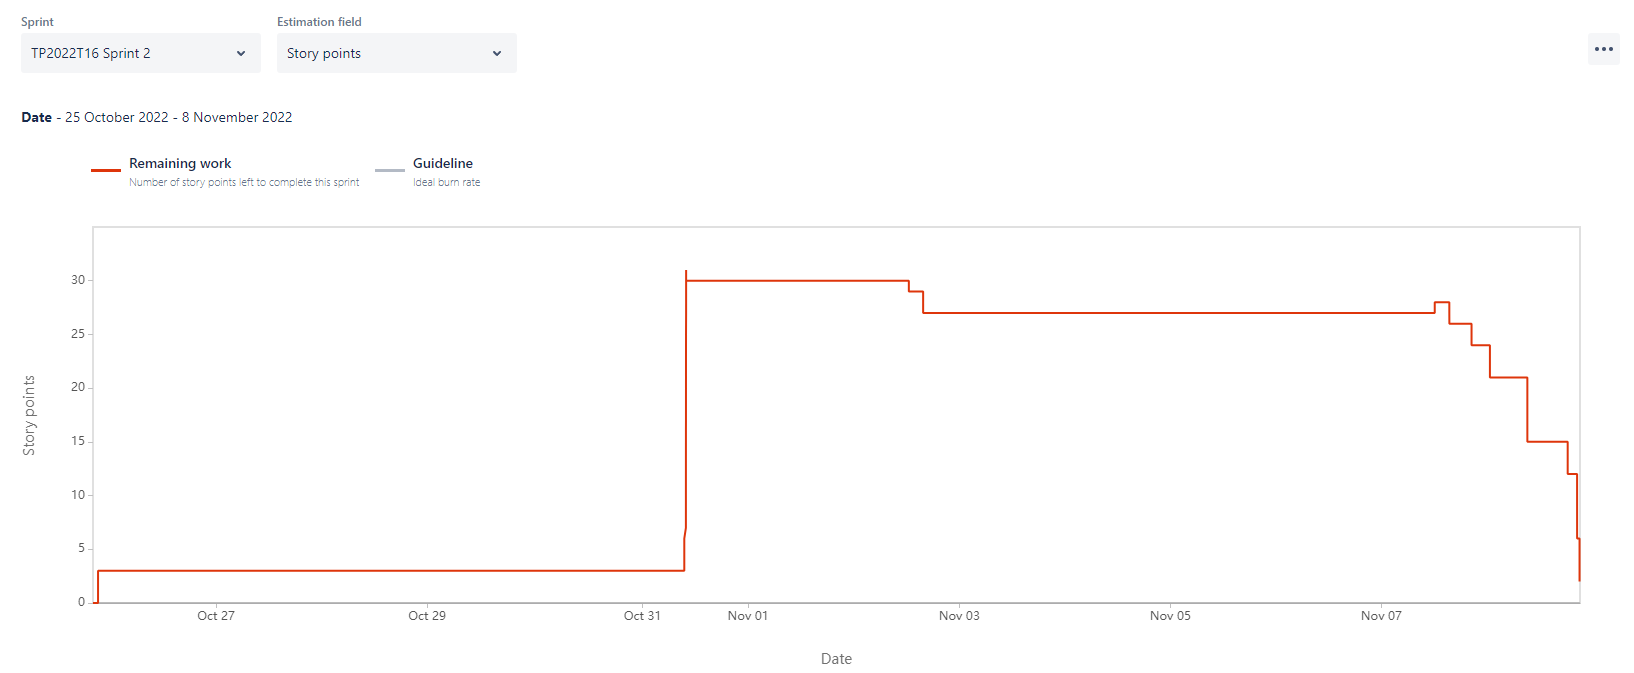 Sprint
Estimation field
TP2022T16 Sprint 2
Story points
Date - 25 October 2022 - 8 November 2022
Remaining work
Number of story points left to complete this sprint
Guideline
Ideal burn rate
30
25
20
15
10
5
0
Story points
Oct 27
Oct 29
Oct 31
Nov 01
Nov 03
Nov 05
Nov 07
Date